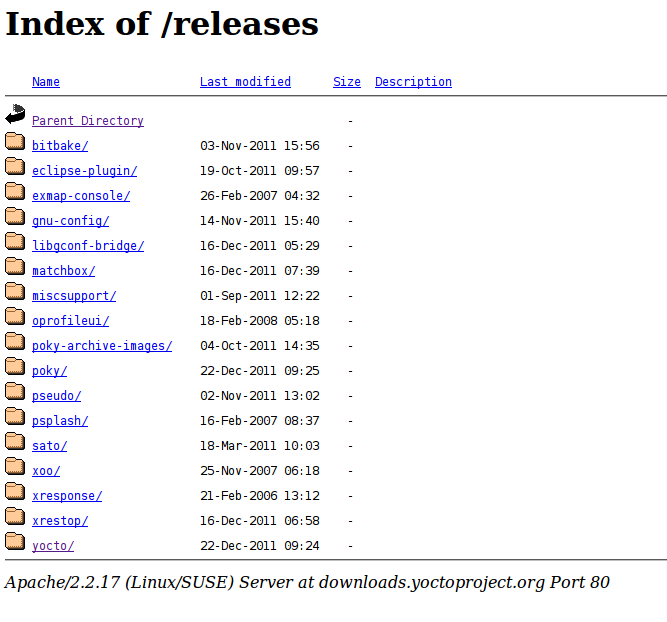 Index of /releases
Name Last modified Size Description
Parent Directory -
bitbake/ 03-Nov-2011 15:56 -
eclipse-plugin/ 19-Oct-2011 09:57 -
exmap-console/ 26-Feb-2007 04:32 -
gnu-config/ 14-Nov-2011 15:40 -
libgconf-bridge/ 16-Dec-2011 05:29 -
matchbox/ 16-Dec-2011 07:39 -
miscsupport/ 01-Sep-2011 12:22 -
oprofileui/ 18-Feb-2008 05:18 -
poky-archive-images/ 04-Oct-2011 14:35 -
poky/ 22-Dec-2011 09:25 -
pseudo/ 02-Nov-2011 13:02 -
psplash/ 16-Feb-2007 08:37 -
sato/ 18-Mar-2011 10:03 -
xoo/ 25-Nov-2007 06:18 -
xresponse/ 21-Feb-2006 13:12 -
xrestop/ 16-Dec-2011 06:58 -
yocto/ 22-Dec-2011 09:24 -
Apache/2.2.17 (Linux/SUSE) Server at downloads.yoctoproject.org Port 80